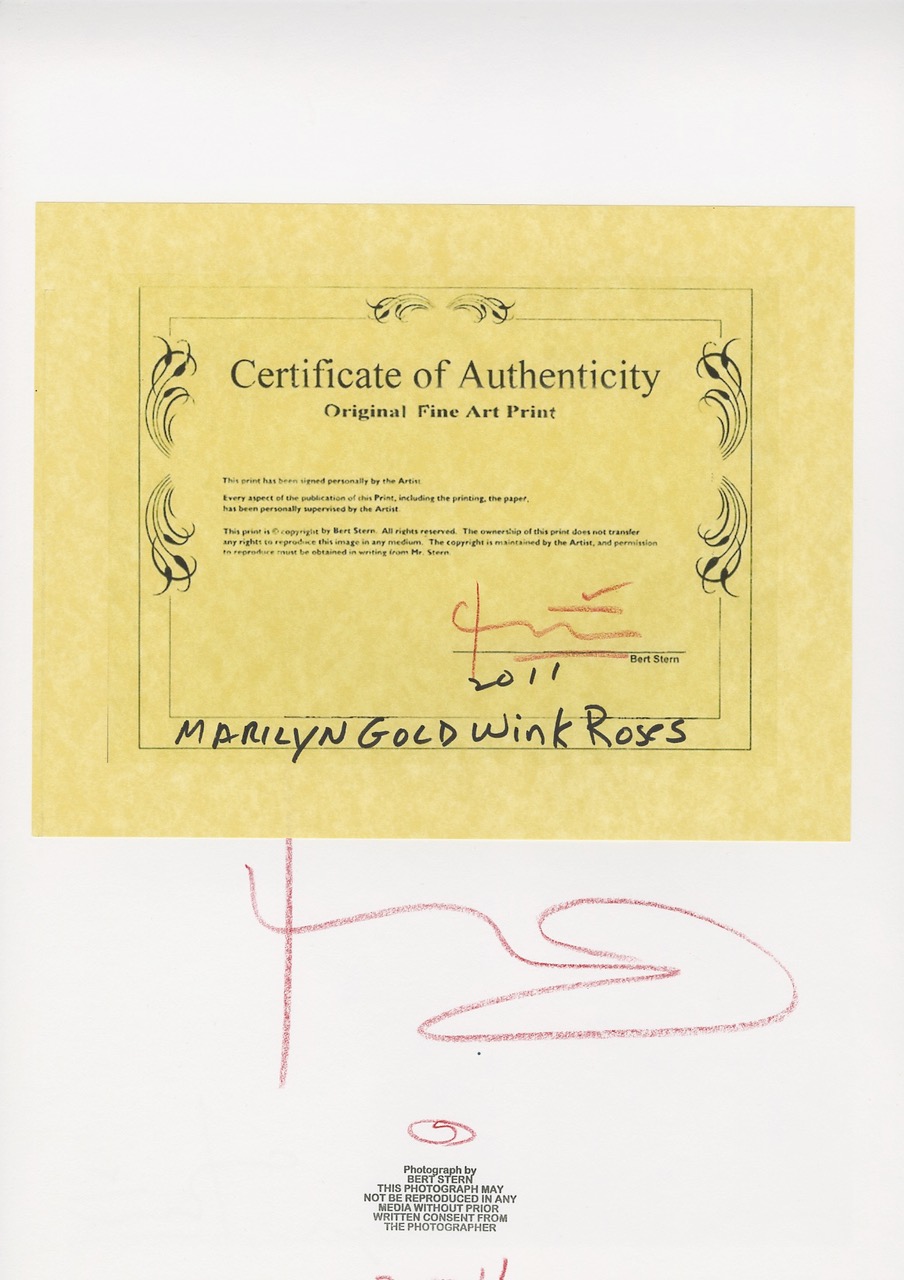 Certificate of Authenticity
Original Fine Art Print
This print has been signed personally by the Artist.
Every aspect of the publication of this Print, including the printing, the paper,
has been personally supervised by the Artist.
This print is © copyright by Bert Stern. All rights reserved. The ownership of this print does not transfer
any rights to reproduce this image in any medium. The copyright is maintained by the Artist, and permission
to reproduce must be obtained in writing from Mr. Stern.
Bert Stern
2011
MARILYN GOLD Wink Roses
Photograph by
BERT STERN
THIS PHOTOGRAPH MAY
NOT BE REPRODUCED IN ANY
MEDIA WITHOUT PRIOR
WRITTEN CONSENT FROM
THE PHOTOGRAPHER